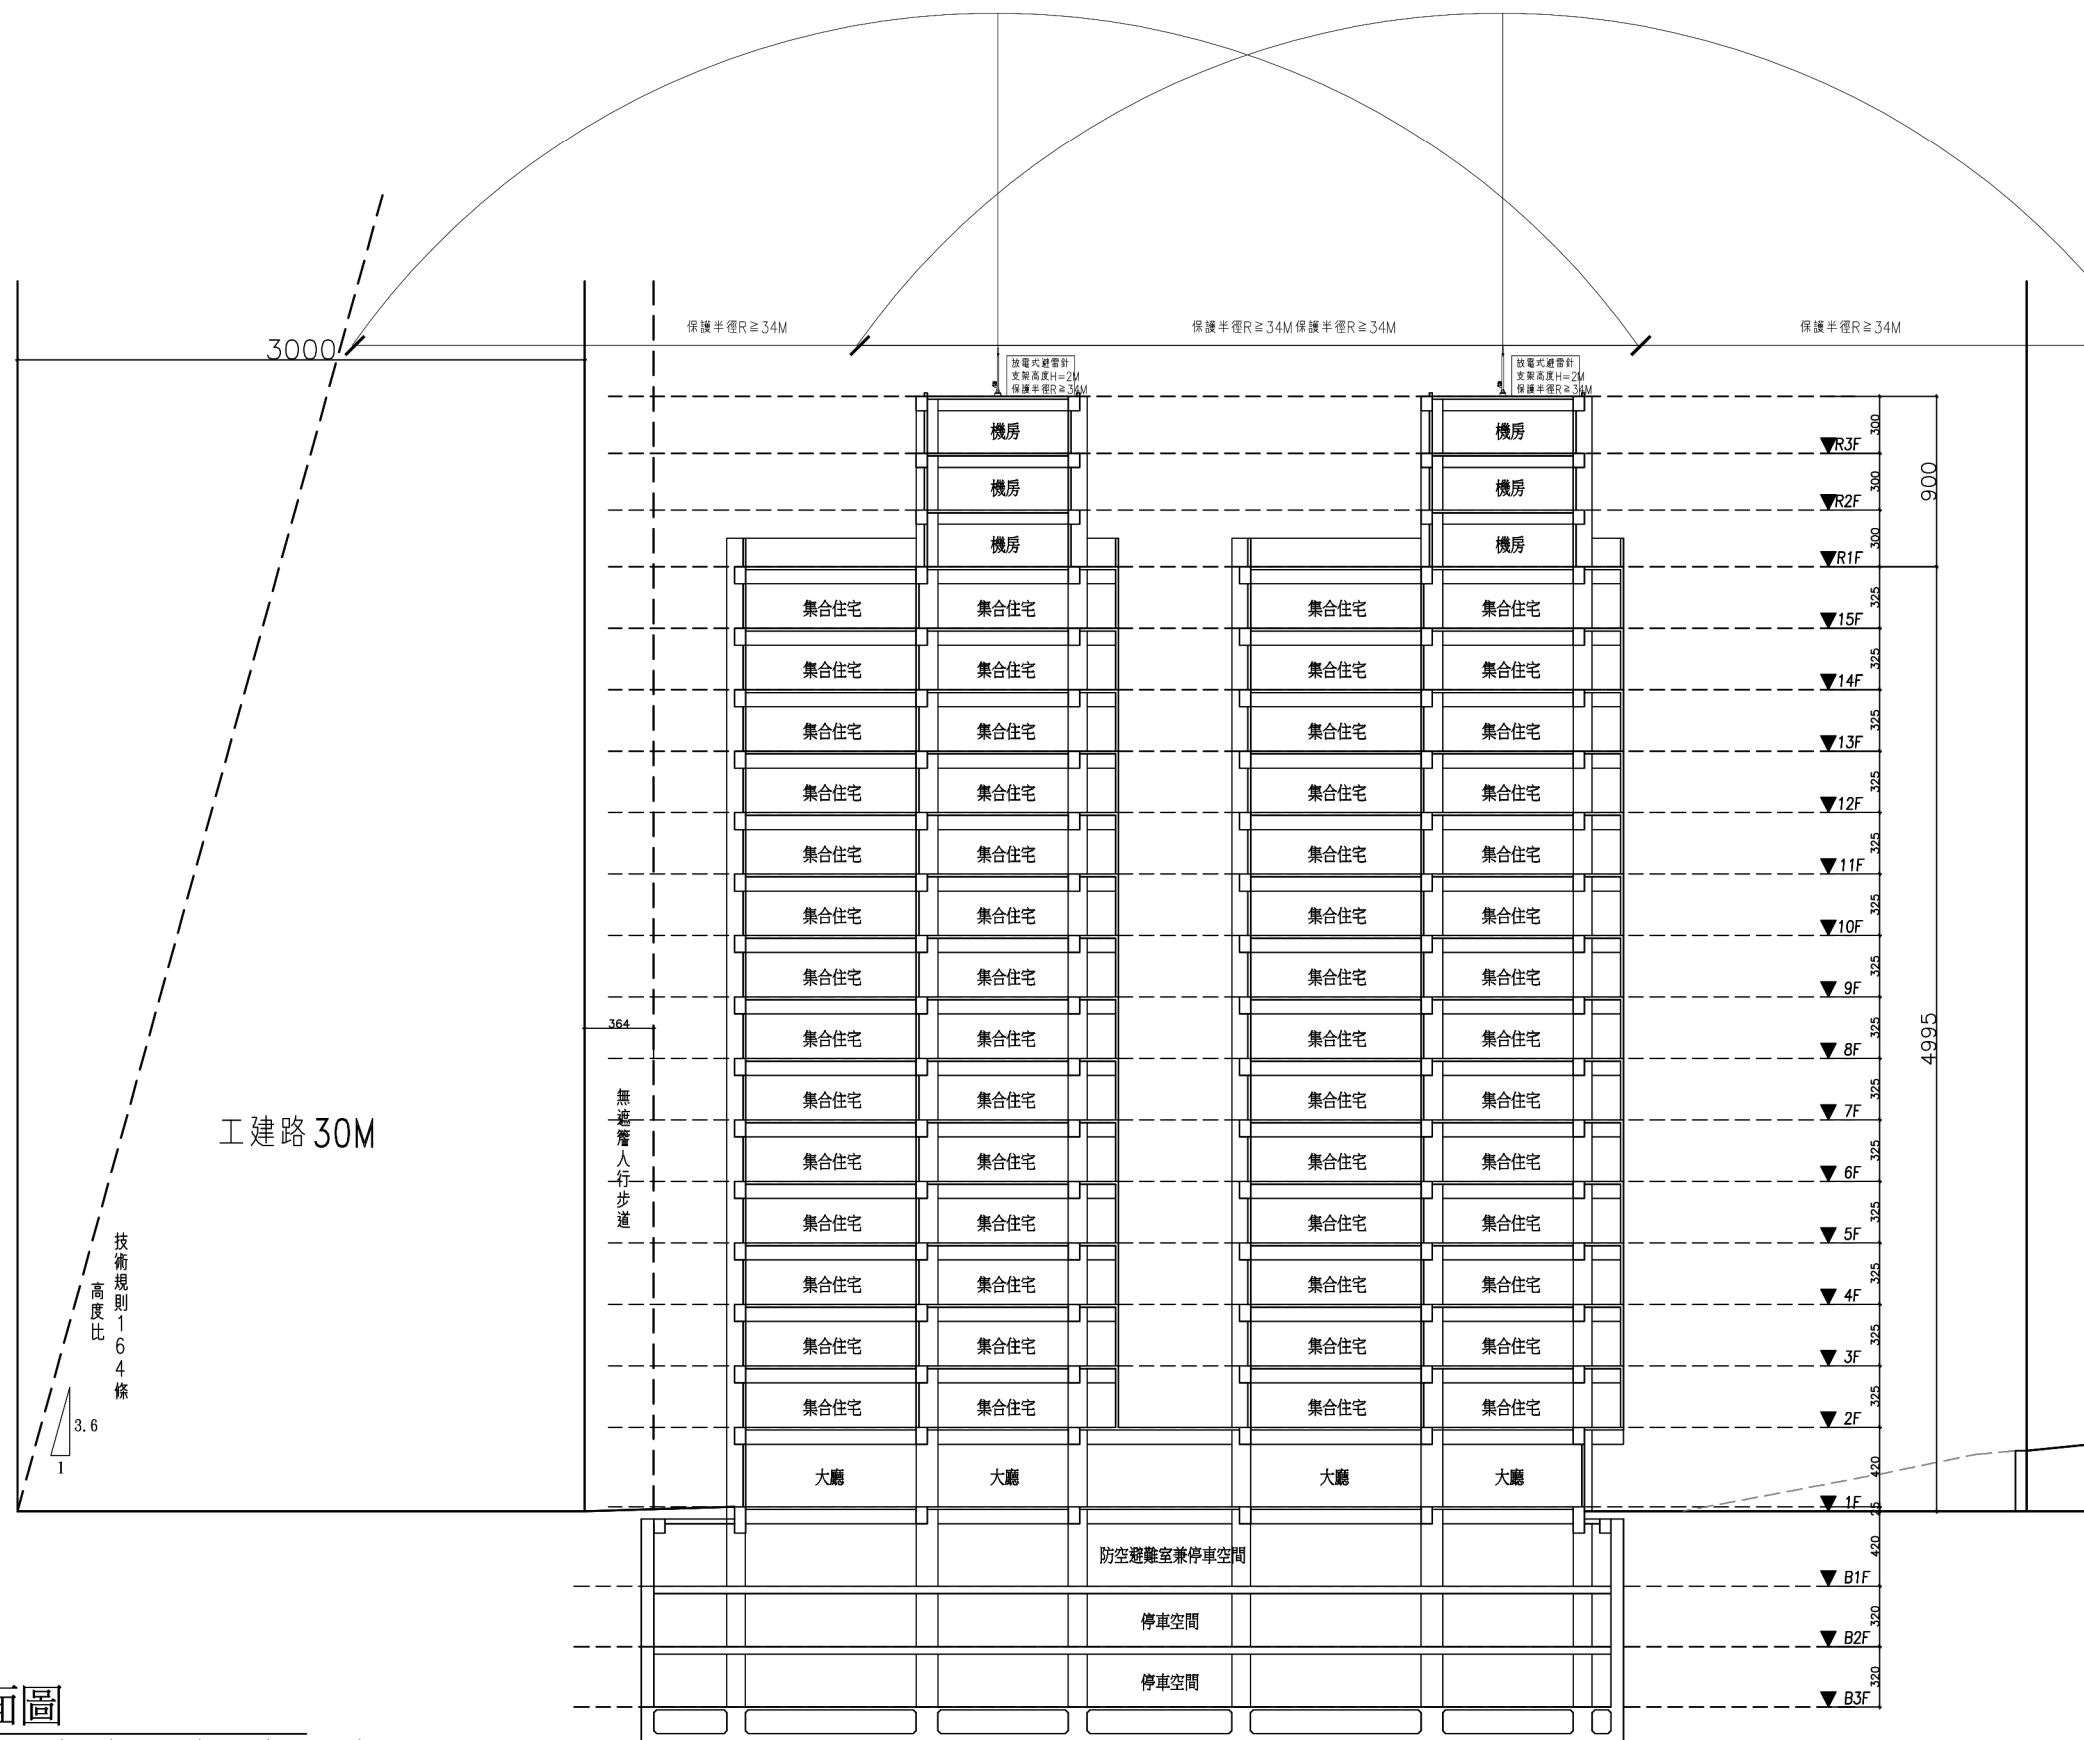 保護半徑R≧34M
保護半徑R≧34M
保護半徑R≧34M
保護半徑R≧34M
3000
放電式避雷針
支架高度H=2M
保護半徑R≧34M
放電式避雷針
支架高度H=2M
保護半徑R≧34M
機房 機房 300
R3F
機房 機房 300 900
R2F
機房 機房 300
R1F
集合住宅 集合住宅 集合住宅 集合住宅 325
15F
集合住宅 集合住宅 集合住宅 集合住宅 325
14F
集合住宅 集合住宅 集合住宅 集合住宅 325
13F
集合住宅 集合住宅 集合住宅 集合住宅 325
12F
集合住宅 集合住宅 集合住宅 集合住宅 325
11F
集合住宅 集合住宅 集合住宅 集合住宅 325
10F
集合住宅 集合住宅 集合住宅 集合住宅 325
9F
364
集合住宅 集合住宅 集合住宅 集合住宅 325 4995
8F
集合住宅 集合住宅 集合住宅 集合住宅 325
7F
工建路30M
無遮簷人行步道
集合住宅 集合住宅 集合住宅 集合住宅 325
6F
集合住宅 集合住宅 集合住宅 集合住宅 325
5F
技術規則164條
高度比
集合住宅 集合住宅 集合住宅 集合住宅 325
4F
集合住宅 集合住宅 集合住宅 集合住宅 325
3F
集合住宅 集合住宅 集合住宅 集合住宅 325
2F
3.6
1
大廳 大廳 大廳 大廳 420
1F 25
防空避難室兼停車空間 420
B1F
停車空間 320
B2F
停車空間 320
B3F
面圖